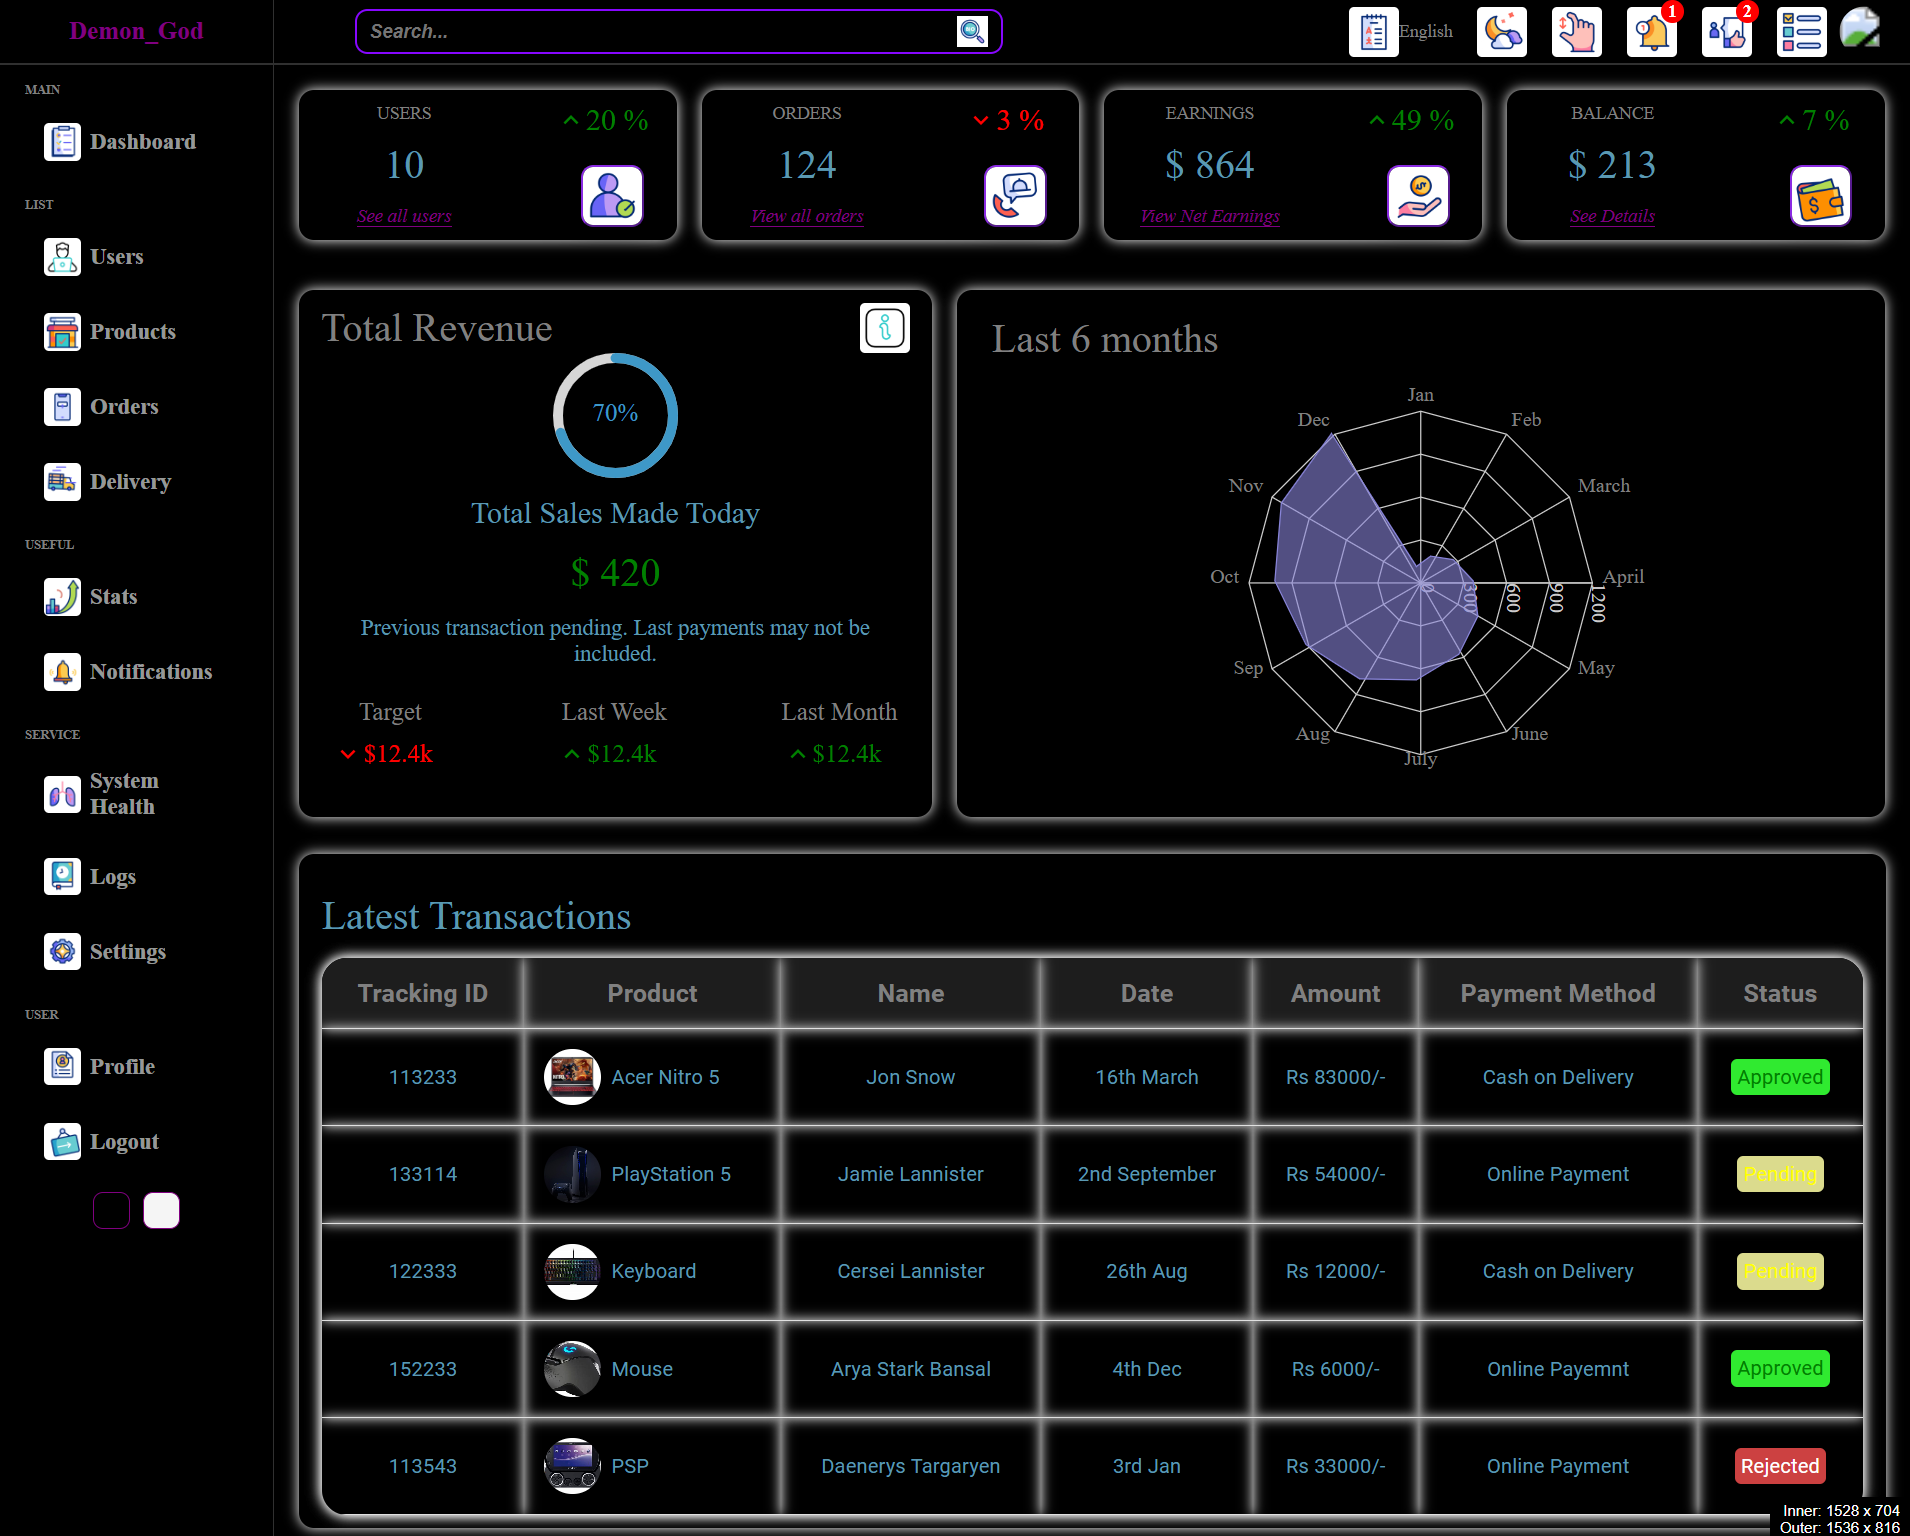 Demon_God
Search...
English
1
2
MAIN
Dashboard
LIST
Users
Products
Orders
Delivery
USEFUL
Stats
Notifications
SERVICE
System
Health
Logs
Settings
USER
Profile
Logout
USERS
20 %
10
See all users
ORDERS
3 %
124
View all orders
EARNINGS
49 %
$ 864
View Net Earnings
BALANCE
7 %
$ 213
See Details
Total Revenue
70%
Total Sales Made Today
$ 420
Previous transaction pending. Last payments may not be
included.
Target Last Week Last Month
$12.4k $12.4k $12.4k
Last 6 months
Jan
Feb
March
April
May
June
July
Aug
Sep
Oct
Nov
Dec
0
300
600
900
1200
Latest Transactions
Tracking ID Product Name Date Amount Payment Method Status
113233 Acer Nitro 5 Jon Snow 16th March Rs 83000/- Cash on Delivery Approved
133114 PlayStation 5 Jamie Lannister 2nd September Rs 54000/- Online Payment Pending
122333 Keyboard Cersei Lannister 26th Aug Rs 12000/- Cash on Delivery Pending
152233 Mouse Arya Stark Bansal 4th Dec Rs 6000/- Online Payemnt Approved
113543 PSP Daenerys Targaryen 3rd Jan Rs 33000/- Online Payment Rejected
Inner: 1528 x 704
Outer: 1536 x 816